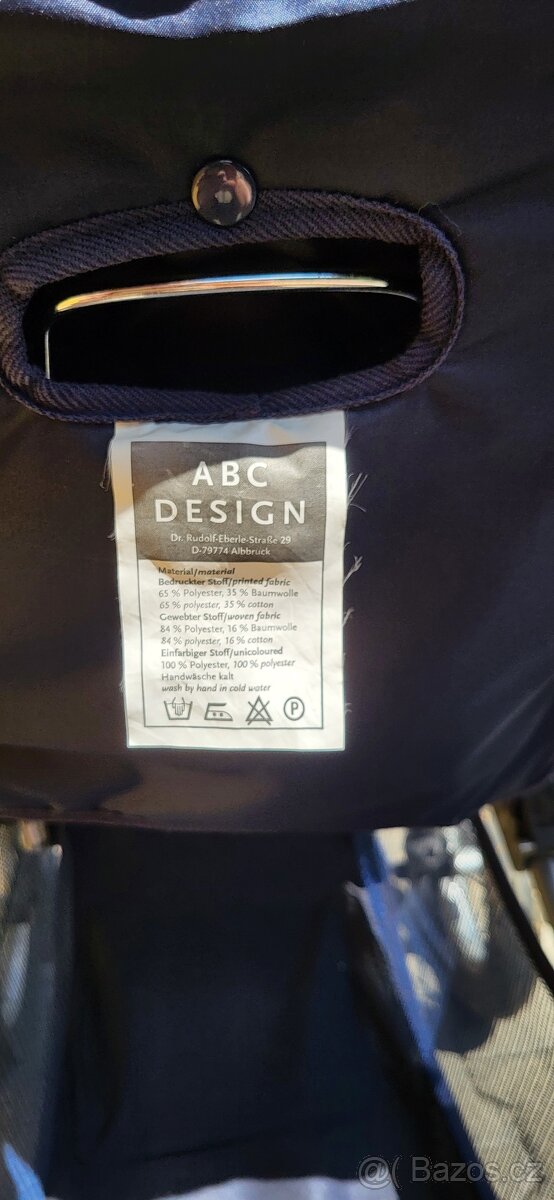 ABC
DESIGN
Dr. Rudolf-Eberle-Straße 29
D-79774 Albbruck
Material/material
Bedruckter Stoff/printed fabric
65 % Polyester, 35 % Baumwolle
65 % polyester, 35 % cotton
Gewebter Stoff/woven fabric
84 % Polyester, 16 % Baumwolle
84 % polyester, 16 % cotton
Einfarbiger Stoff/unicoloured
100 % Polyester, 100 % polyester
Handwäsche kalt
wash by hand in cold water
P
@( Bazos.cz